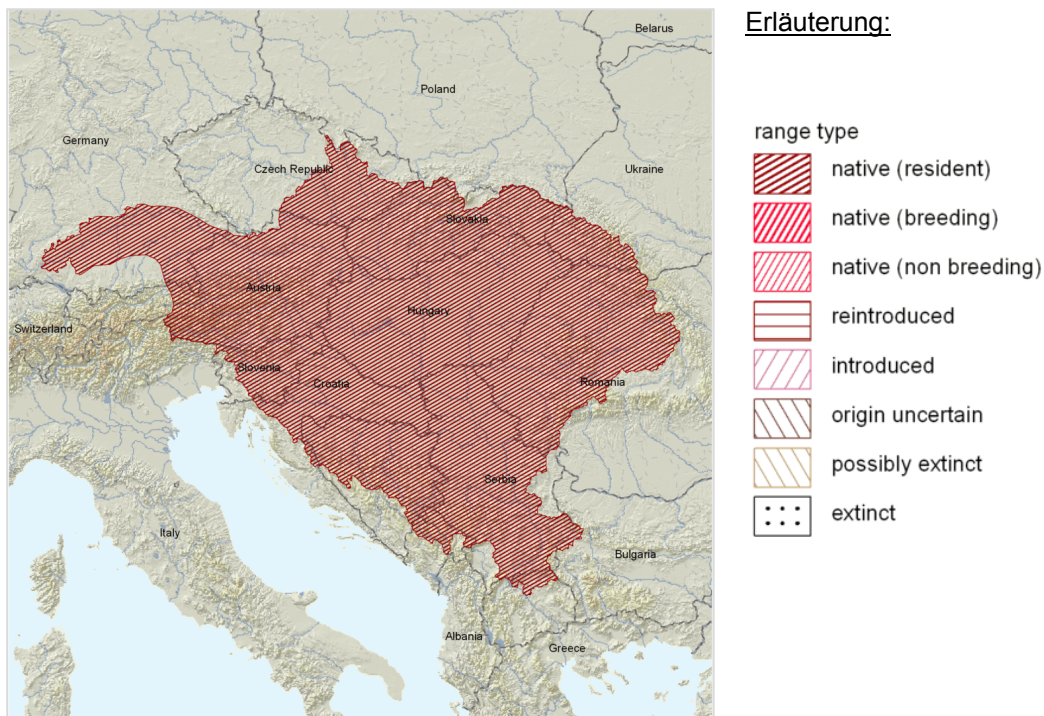 Erläuterung:
Belarus
Poland
Germany
Czech Republic
Ukraine
Slovakia
Austria
Hungary
Switzerland
Slovenia
Croatia
Romania
Serbia
Italy
Bulgaria
Albania
Greece
range type
native (resident)
native (breeding)
native (non breeding)
reintroduced
introduced
origin uncertain
possibly extinct
extinct